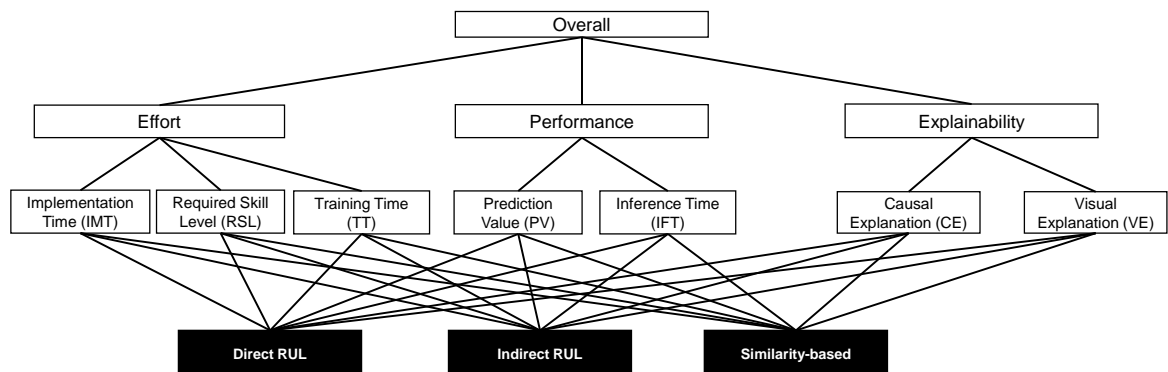 Overall
Effort
Performance
Explainability
Implementation
Time (IMT)
Required Skill
Level (RSL)
Training Time
(TT)
Prediction
Value (PV)
Inference Time
(IFT)
Causal
Explanation (CE)
Visual
Explanation (VE)
Direct RUL
Indirect RUL
Similarity-based